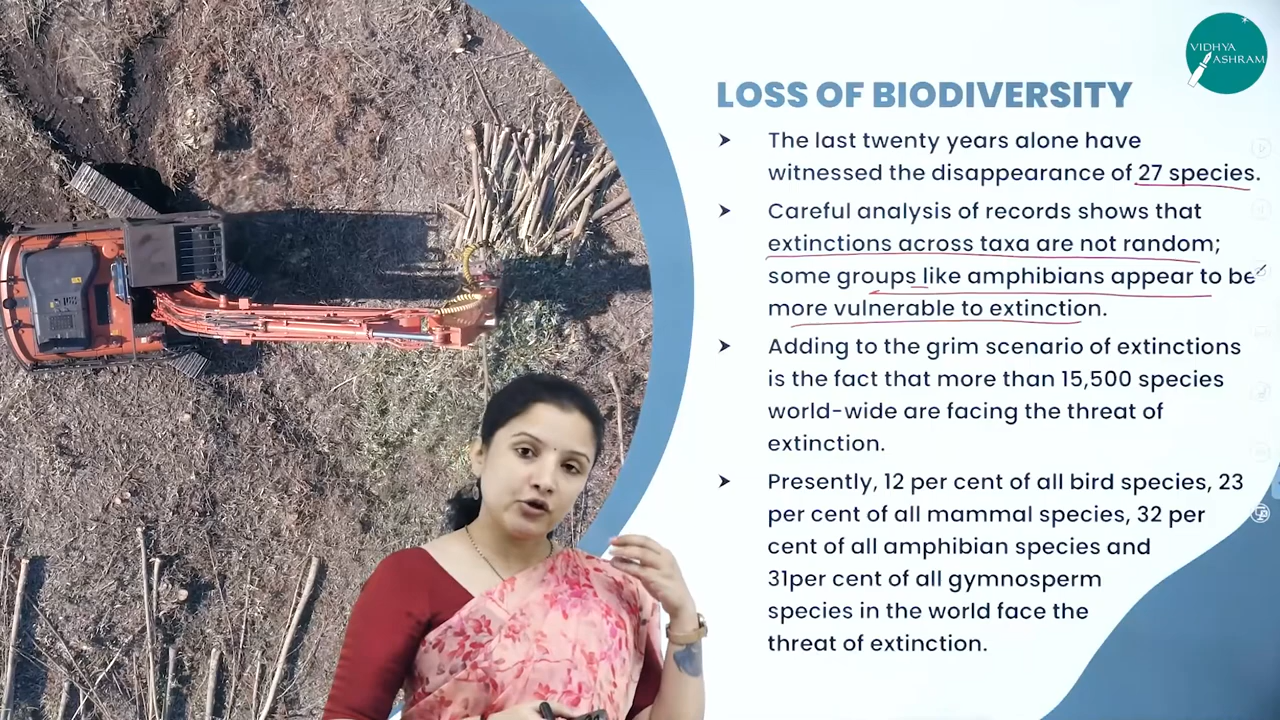 VIDHYA
ASHRAM
LOSS OF BIODIVERSITY
➤ The last twenty years alone have
witnessed the disappearance of 27 species.
➤ Careful analysis of records shows that
extinctions across taxa are not random;
some groups like amphibians appear to be
more vulnerable to extinction.
➤ Adding to the grim scenario of extinctions
is the fact that more than 15,500 species
world-wide are facing the threat of
extinction.
➤ Presently, 12 per cent of all bird species, 23
per cent of all mammal species, 32 per
cent of all amphibian species and
31per cent of all gymnosperm
species in the world face the
threat of extinction.